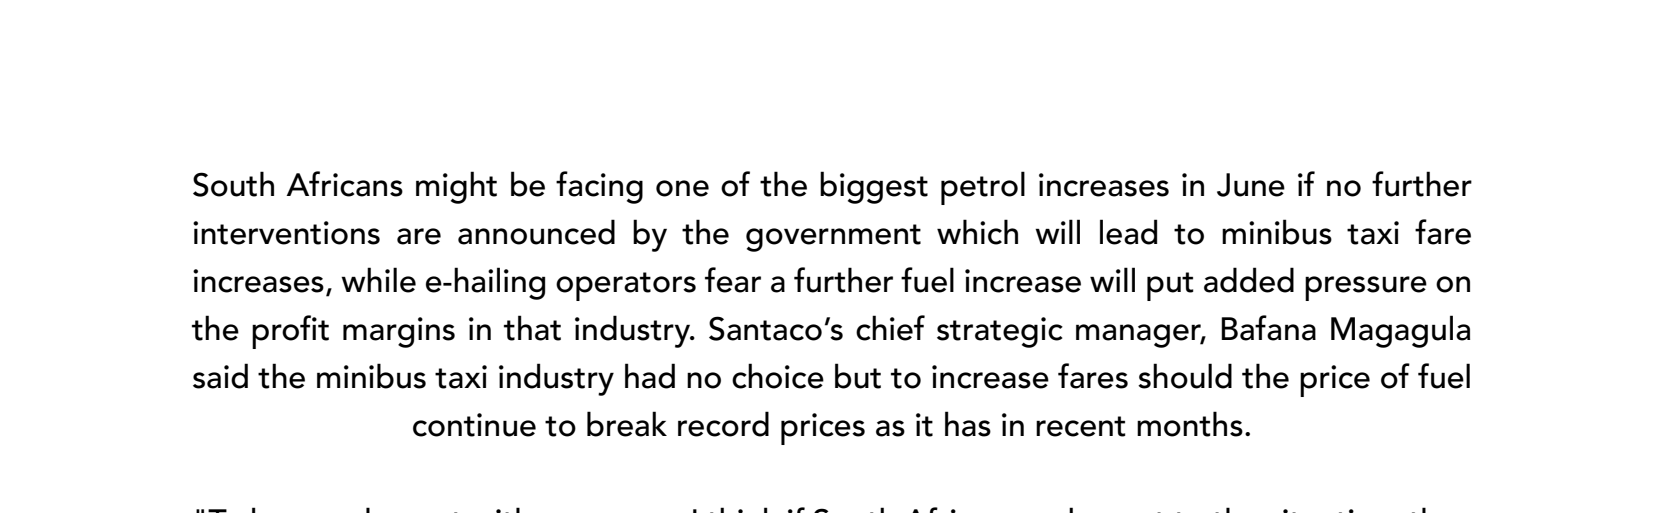 South Africans might be facing one of the biggest petrol increases in June if no further
interventions are announced by the government which will lead to minibus taxi fare
increases, while e-hailing operators fear a further fuel increase will put added pressure on
the profit margins in that industry. Santaco’s chief strategic manager, Bafana Magagula
said the minibus taxi industry had no choice but to increase fares should the price of fuel
continue to break record prices as it has in recent months.